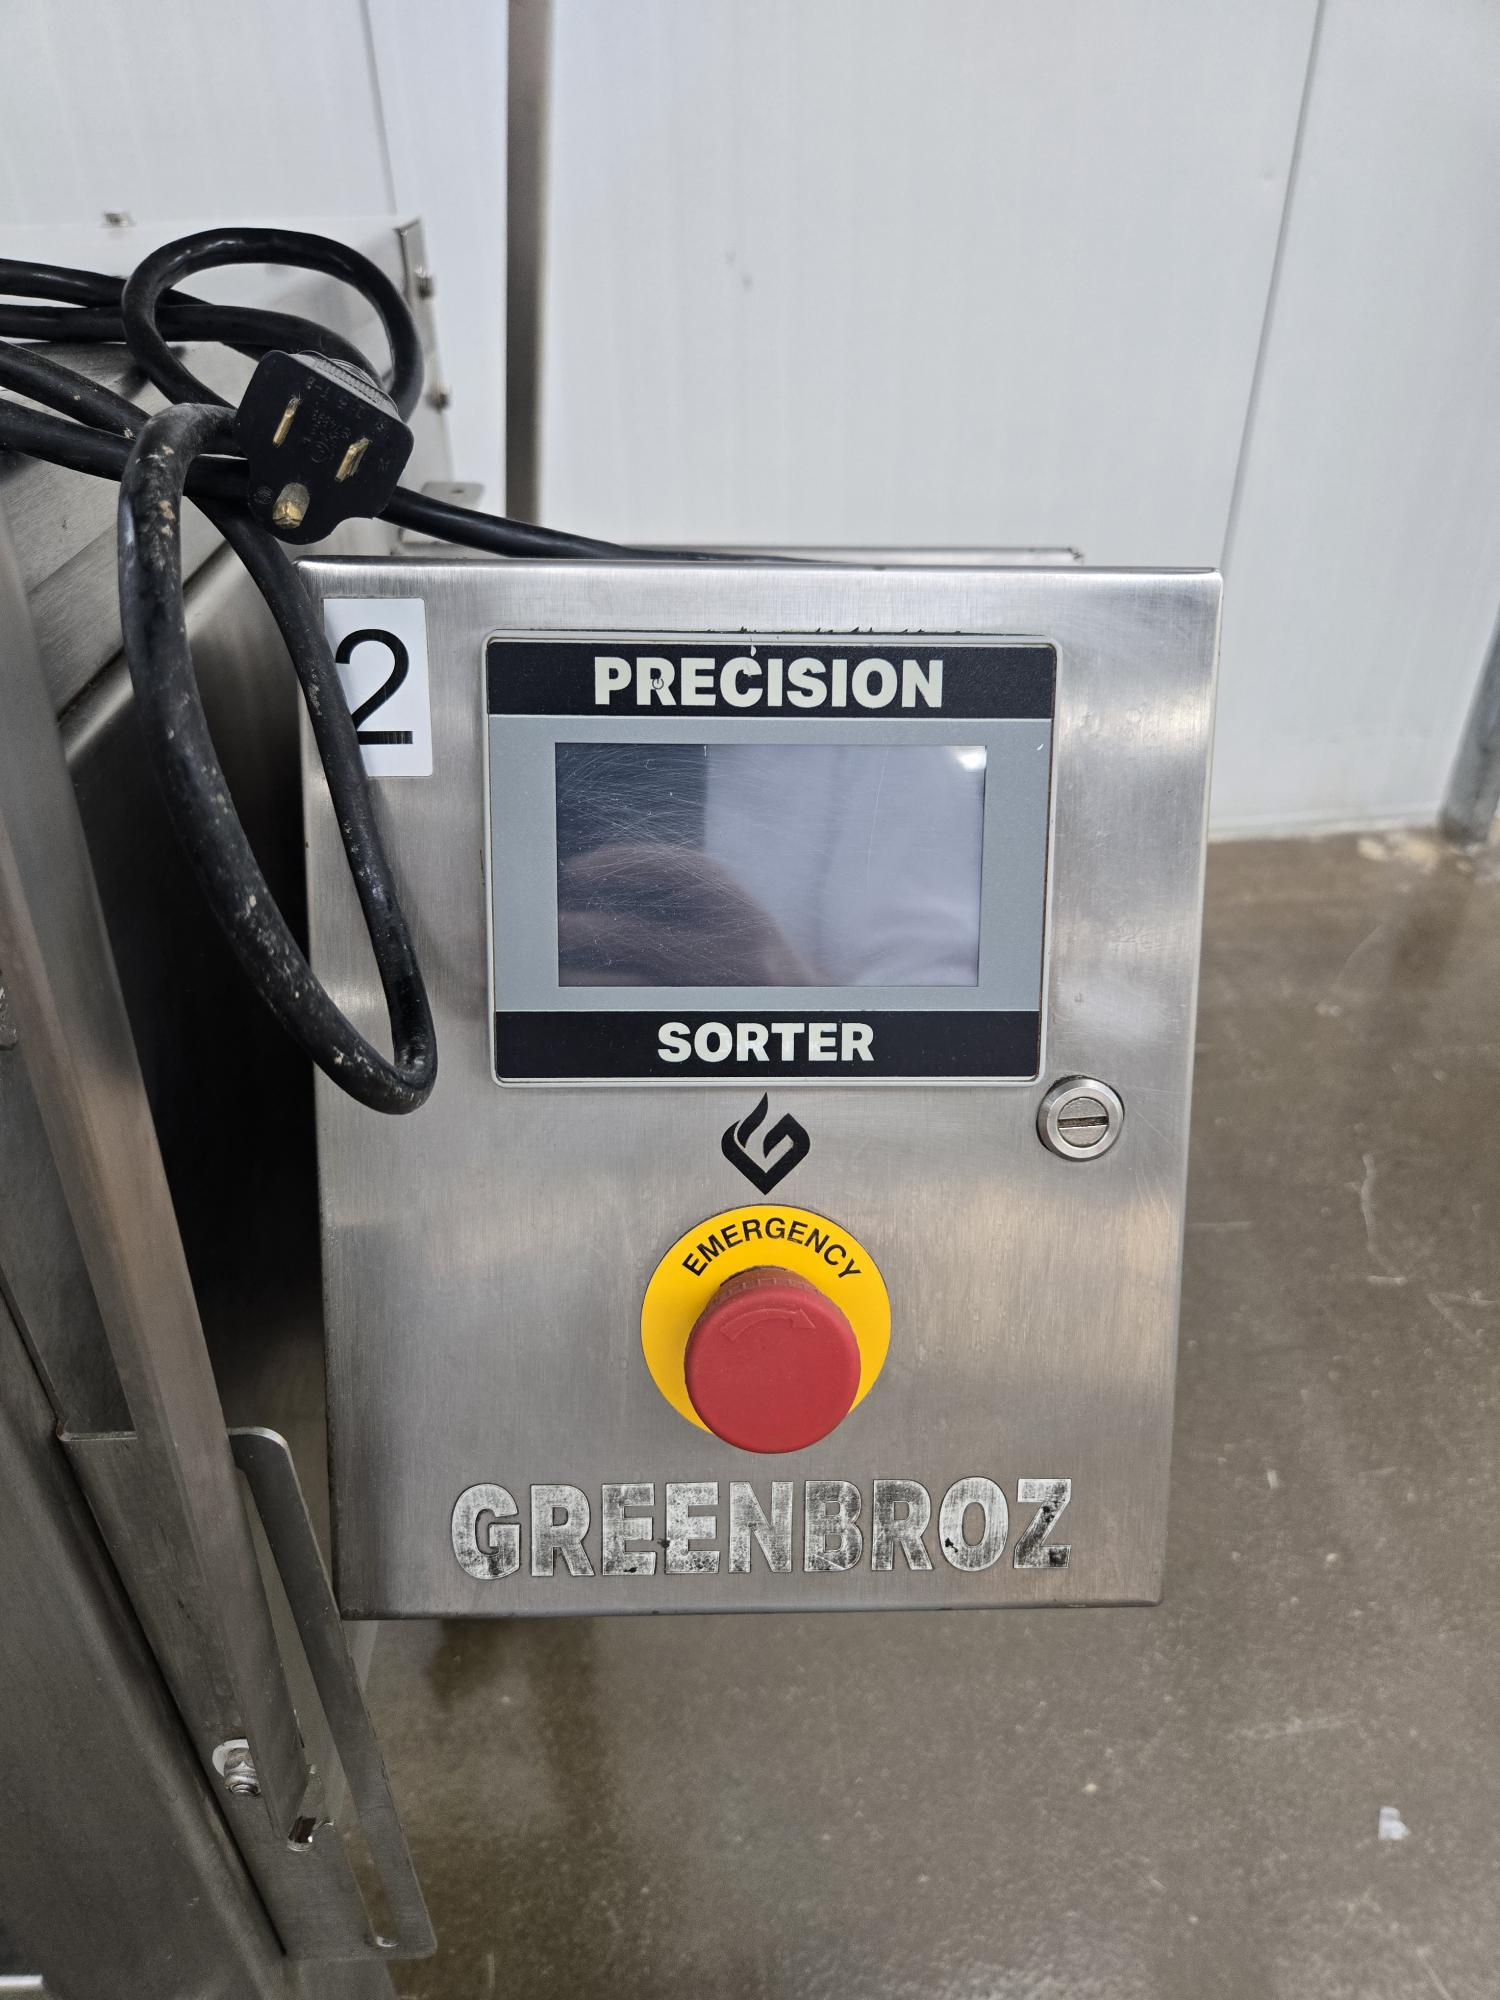 2
PRECISION
SORTER
EMERGENCY
GREENBROZ